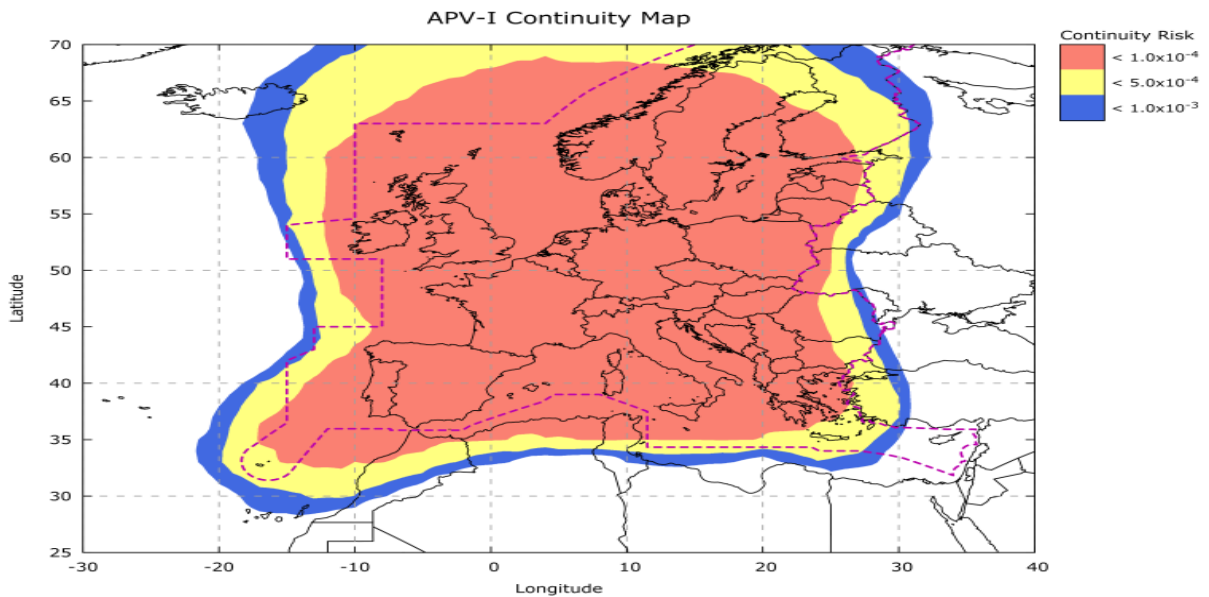 APV-I Continuity Map
Continuity Risk
< 1.0x10⁻⁴
< 5.0x10⁻⁴
< 1.0x10⁻³
70
65
60
55
50
45
40
35
30
25
Latitude
-30
-20
-10
0
10
20
30
40
Longitude